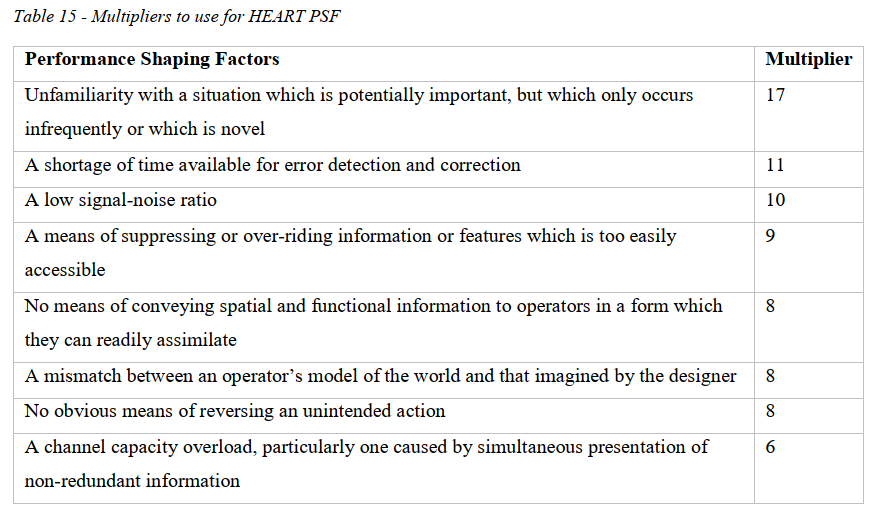 Table 15 - Multipliers to use for HEART PSF
Performance Shaping Factors Multiplier
Unfamiliarity with a situation which is potentially important, but which only occurs 17
infrequently or which is novel
A shortage of time available for error detection and correction 11
A low signal-noise ratio 10
A means of suppressing or over-riding information or features which is too easily 9
accessible
No means of conveying spatial and functional information to operators in a form which 8
they can readily assimilate
A mismatch between an operator’s model of the world and that imagined by the designer 8
No obvious means of reversing an unintended action 8
A channel capacity overload, particularly one caused by simultaneous presentation of 6
non-redundant information